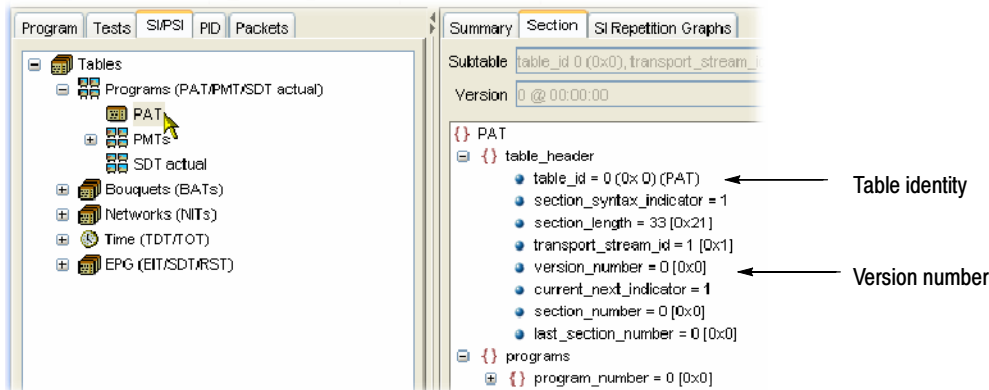 Program Tests SI/PSI PID Packets
Tables
Programs (PAT/PMT/SDT actual)
PAT
PMTs
SDT actual
Bouquets (BATs)
Networks (NITs)
Time (TDT/TOT)
EPG (EIT/SDT/RST)
Summary Section SI Repetition Graphs
Subtable table_id 0 (0x0), transport_stream_
Version 0 @ 00:00:00
{} PAT
{} table_header
table_id = 0 (0x0) (PAT)
section_syntax_indicator = 1
section_length = 33 [0x21]
transport_stream_id = 1 [0x1]
version_number = 0 [0x0]
current_next_indicator = 1
section_number = 0 [0x0]
last_section_number = 0 [0x0]
{} programs
{} program_number = 0 [0x0]
Table identity
Version number